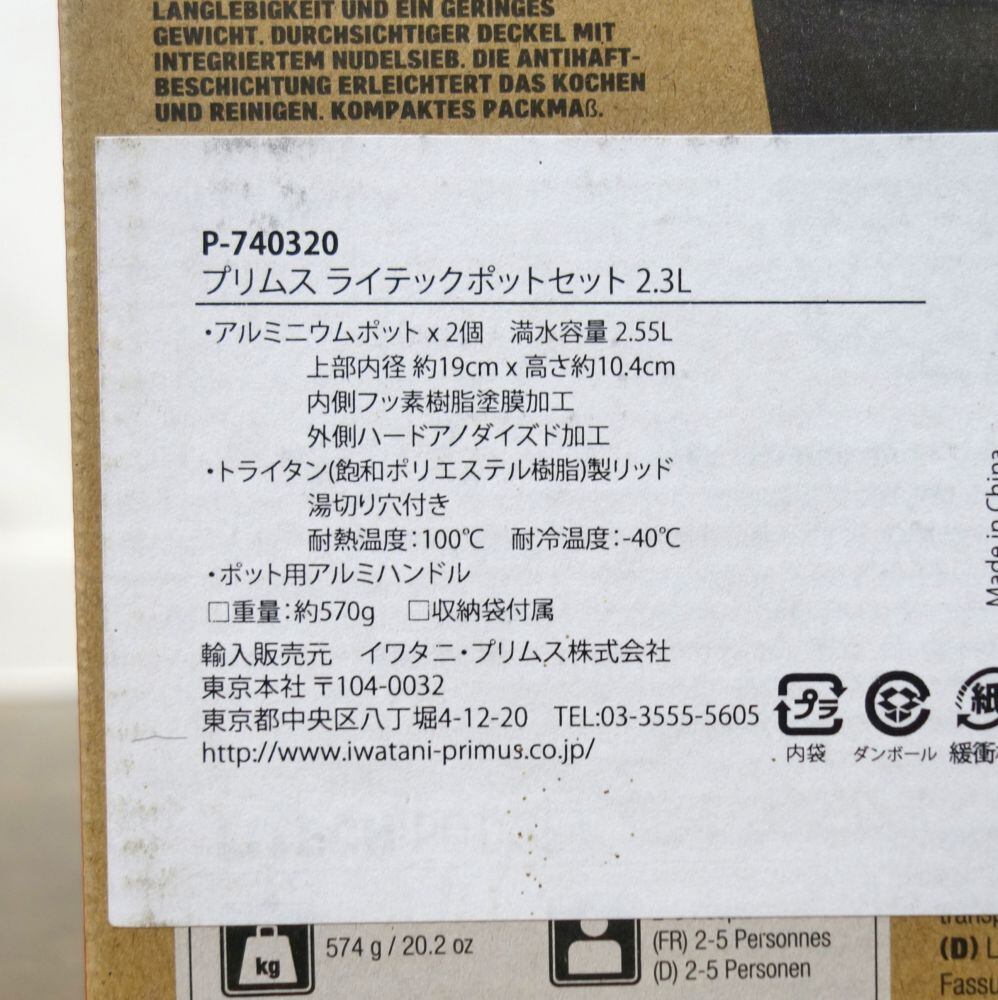 LANGLEBIGKEIT UND EIN GERINGES
GEWICHT. DURCHSICHTIGER DECKEL MIT
INTEGRIERTEM NUDELSIEB. DIE ANTIHAFT-
BESCHICHTUNG ERLEICHTERT DAS KOCHEN
UND REINIGEN. KOMPAKTES PACKMAß.
P-740320
プリムス ライテックポットセット 2.3L
・アルミニウムポット x 2個 満水容量 2.55L
上部内径 約19cm x 高さ約10.4cm
内側フッ素樹脂塗膜加工
外側ハードアノダイズド加工
・トライタン(飽和ポリエステル樹脂)製リッド
湯切り穴付き
耐熱温度：100℃ 耐冷温度：-40℃
・ポット用アルミハンドル
□重量：約570g □収納袋付属
輸入販売元 イワタニ・プリムス株式会社
東京本社 〒104-0032
東京都中央区八丁堀4-12-20 TEL:03-3555-5605
http://www.iwatani-primus.co.jp/
Made in China
プラ
紙
内袋 ダンボール 緩衝
kg
574 g / 20.2 oz
(FR) 2-5 Personnes
(D) 2-5 Personen
(D) L
Fassu